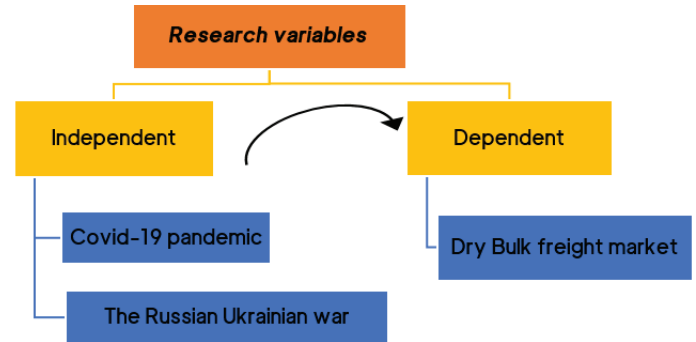 Research variables
Independent
Dependent
Covid-19 pandemic
Dry Bulk freight market
The Russian Ukrainian war